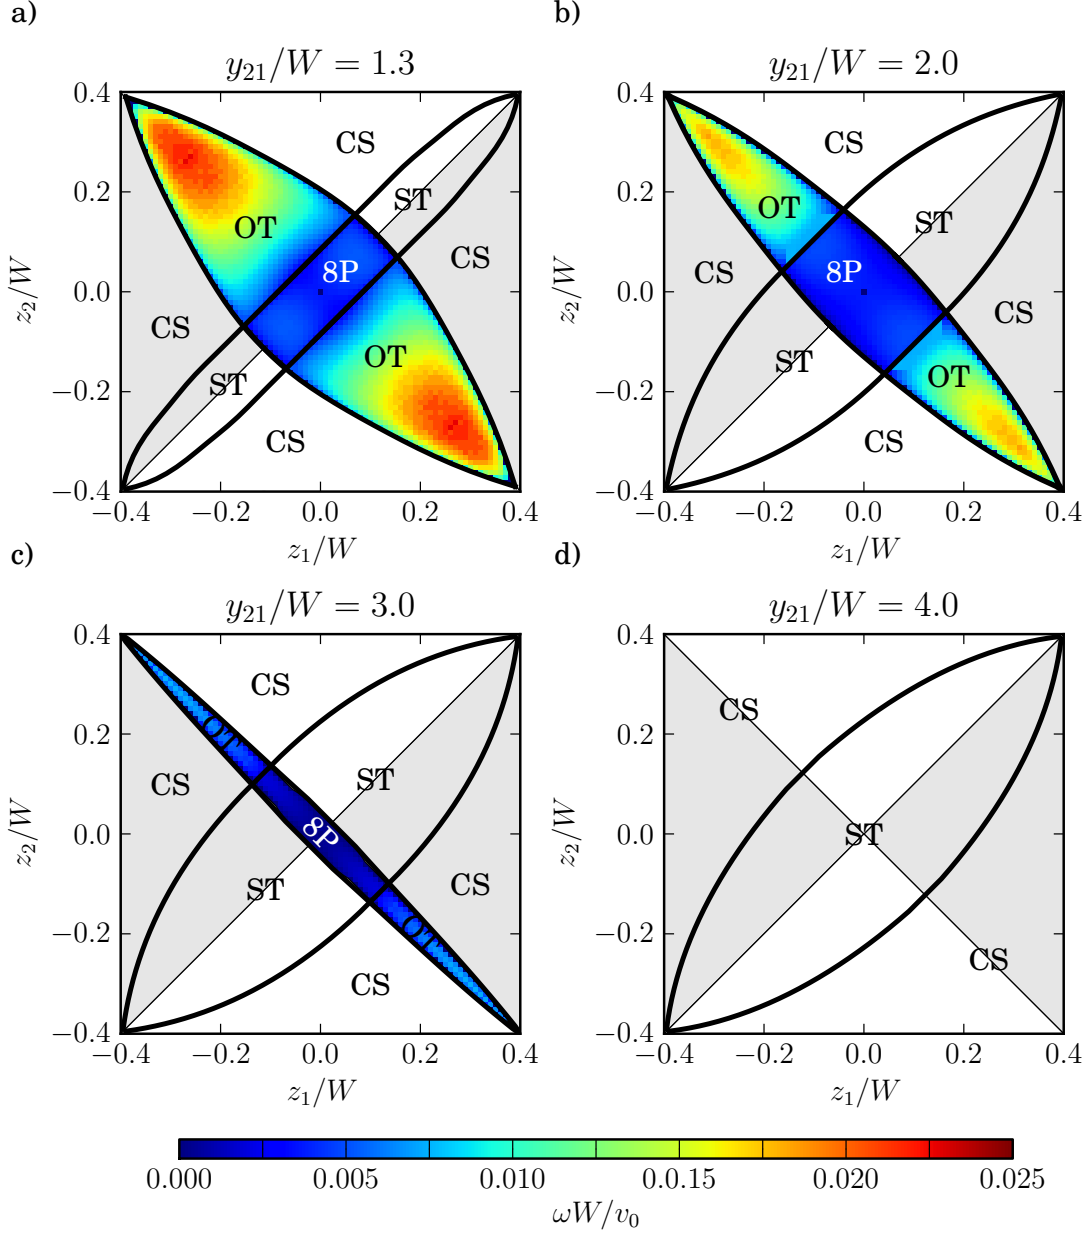 a)
b)
y21/W = 1.3
y21/W = 2.0
0.4
0.2
0.0
−0.2
−0.4
z2/W
CS
ST
OT
8P
CS
CS
OT
ST
CS
−0.4
−0.2
0.0
0.2
0.4
z1/W
0.4
0.2
0.0
−0.2
−0.4
z2/W
CS
OT
ST
8P
CS
CS
ST
OT
CS
−0.4
−0.2
0.0
0.2
0.4
z1/W
c)
d)
y21/W = 3.0
y21/W = 4.0
0.4
0.2
0.0
−0.2
−0.4
z2/W
CS
OT
ST
CS
8P
ST
CS
OT
CS
−0.4
−0.2
0.0
0.2
0.4
z1/W
0.4
0.2
0.0
−0.2
−0.4
z2/W
CS
ST
CS
−0.4
−0.2
0.0
0.2
0.4
z1/W
0.000
0.005
0.010
0.015
0.020
0.025
ωW/v0